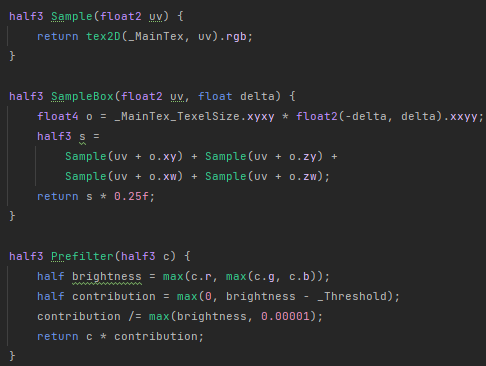 half3 Sample(float2 uv) {
    return tex2D(_MainTex, uv).rgb;
}

half3 SampleBox(float2 uv, float delta) {
    float4 o = _MainTex_TexelSize.xyxy * float2(-delta, delta).xxyy;
    half3 s =
        Sample(uv + o.xy) + Sample(uv + o.zy) +
        Sample(uv + o.xw) + Sample(uv + o.zw);
    return s * 0.25f;
}

half3 Prefilter(half3 c) {
    half brightness = max(c.r, max(c.g, c.b));
    half contribution = max(0, brightness - _Threshold);
    contribution /= max(brightness, 0.00001);
    return c * contribution;
}